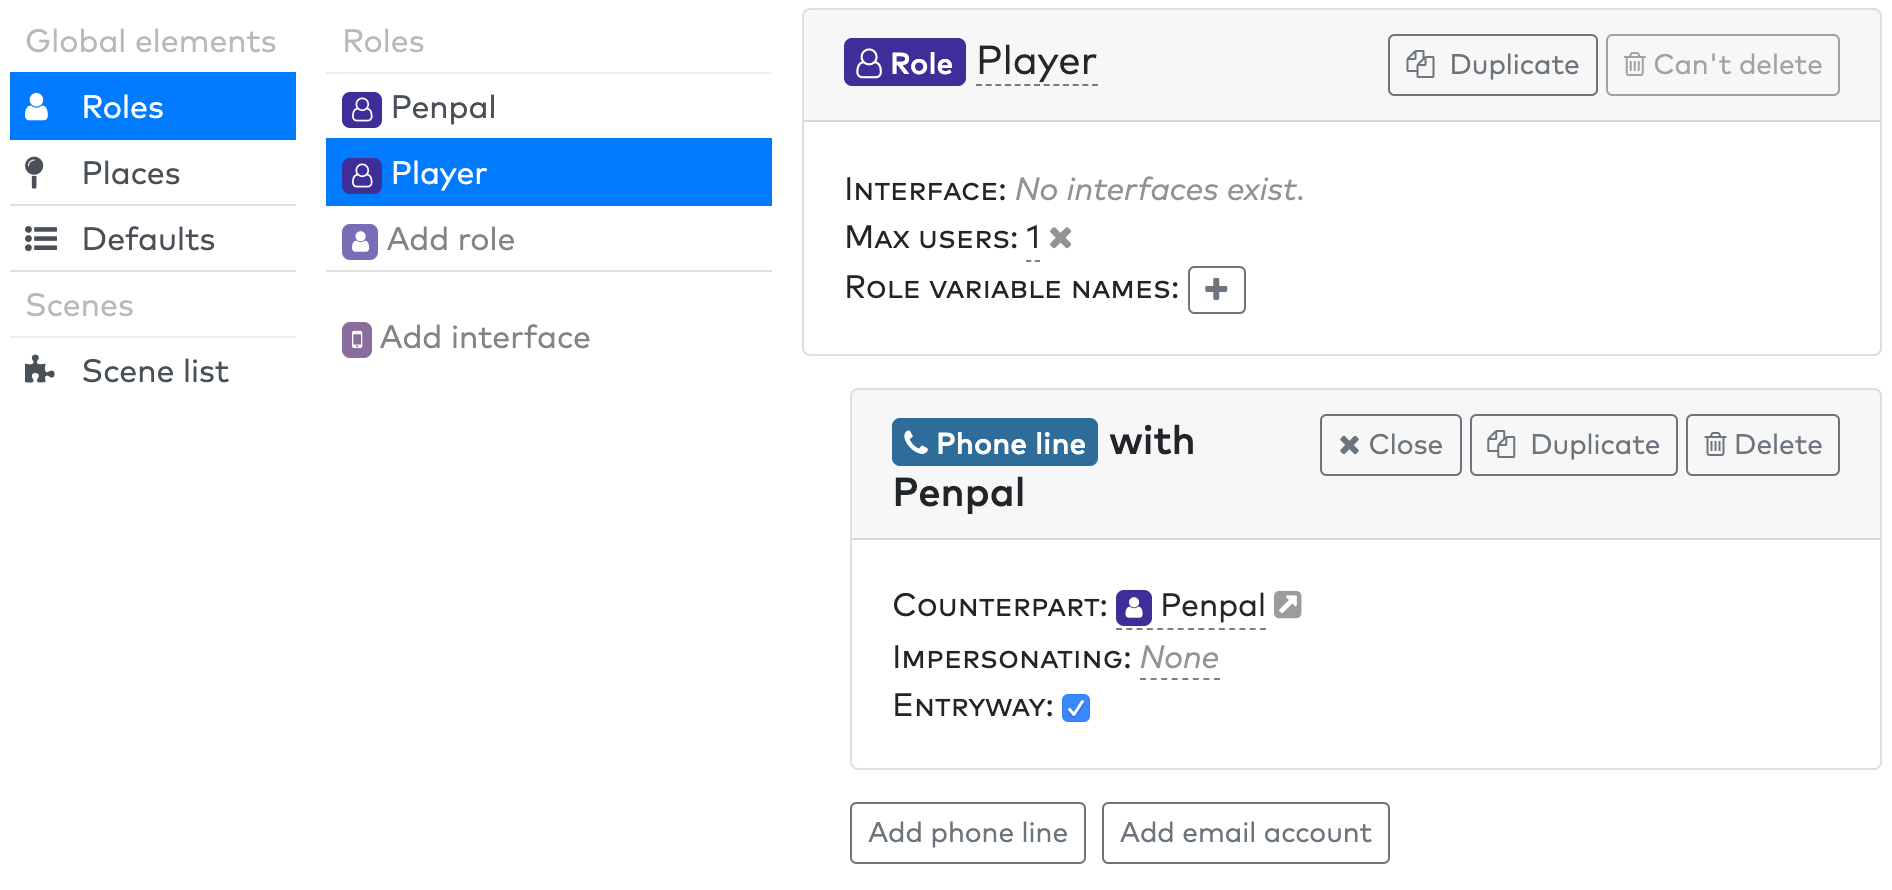 Global elements
Roles
Places
Defaults
Scenes
Scene list
Roles
Penpal
Player
Add role
Add interface
Role Player
Duplicate
Can't delete
Interface: No interfaces exist.
Max users: 1
Role variable names:
Phone line with
Penpal
Close
Duplicate
Delete
Counterpart: Penpal
Impersonating: None
Entryway:
Add phone line
Add email account